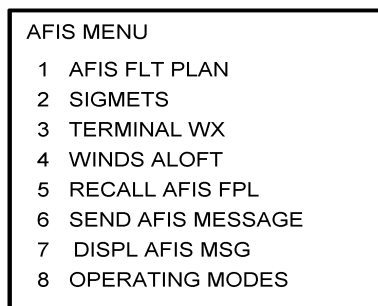 AFIS MENU
1 AFIS FLT PLAN
2 SIGMETS
3 TERMINAL WX
4 WINDS ALOFT
5 RECALL AFIS FPL
6 SEND AFIS MESSAGE
7 DISPL AFIS MSG
8 OPERATING MODES